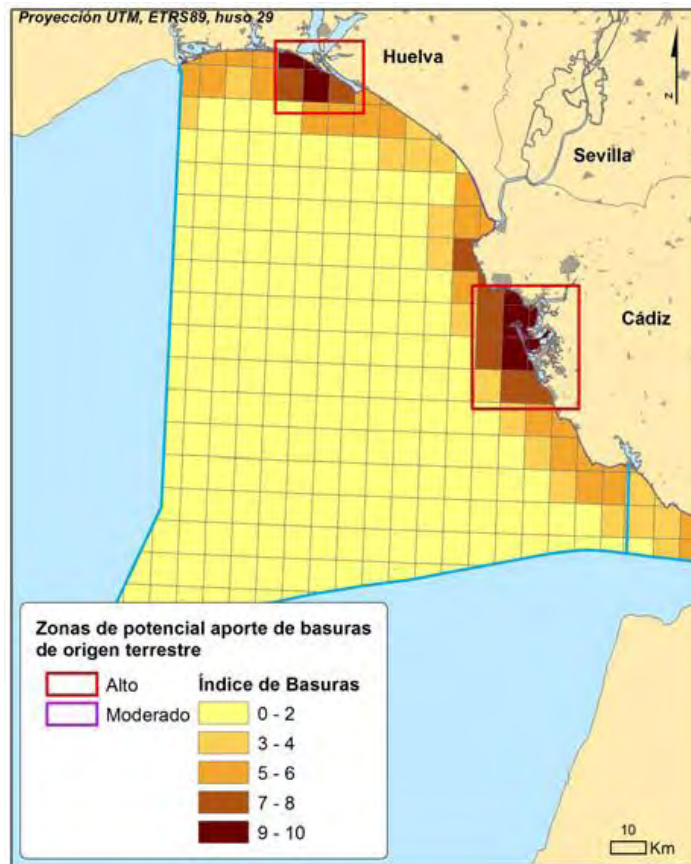 Proyección UTM, ETRS89, huso 29
Huelva
Sevilla
Cádiz
z
Zonas de potencial aporte de basuras
de origen terrestre
Alto
Moderado
Índice de Basuras
0 - 2
3 - 4
5 - 6
7 - 8
9 - 10
10
Km